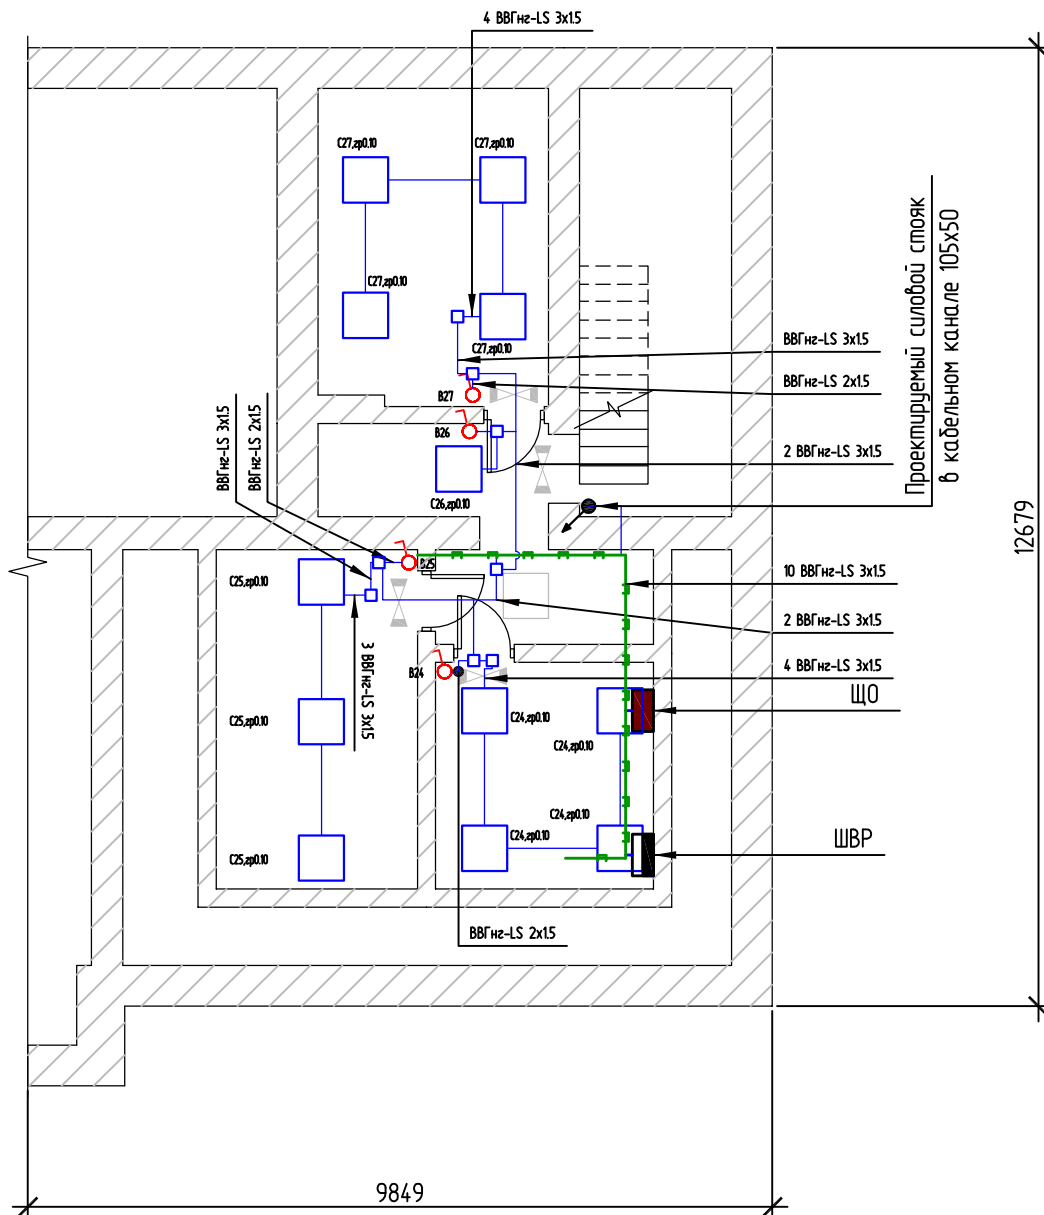 4 ВВГнг-LS 3х1.5
С27,гр0.10
С27,гр0.10
С27,гр0.10
С27,гр0.10
Проектируемый силовой стояк
в кабельном канале 105х50
ВВГнг-LS 3х1.5
ВВГнг-LS 2х1.5
В27
В26
2 ВВГнг-LS 3х1.5
С26,гр0.10
ВВГнг-LS 3х1.5
ВВГнг-LS 2х1.5
12679
В25
С25,гр0.10
10 ВВГнг-LS 3х1.5
2 ВВГнг-LS 3х1.5
3 ВВГнг-LS 3х1.5
В24
4 ВВГнг-LS 3х1.5
ЩО
С25,гр0.10
С24,гр0.10
С24,гр0.10
С24,гр0.10
С24,гр0.10
ШВР
С25,гр0.10
ВВГнг-LS 2х1.5
9849